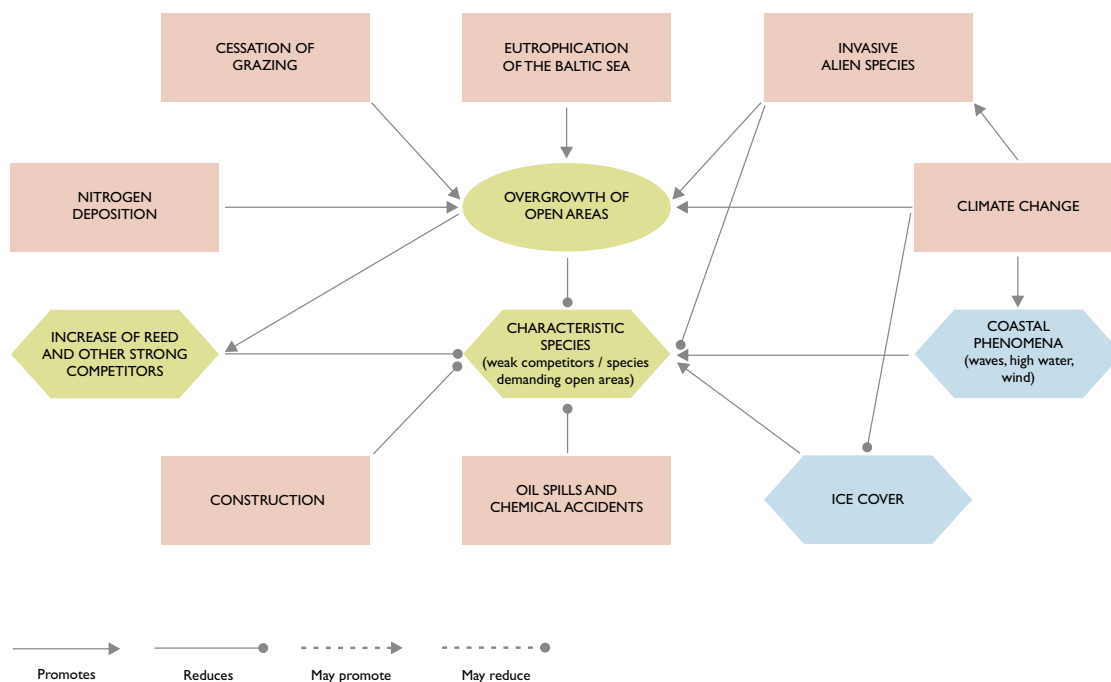 CESSATION OF
GRAZING
EUTROPHICATION
OF THE BALTIC SEA
INVASIVE
ALIEN SPECIES
NITROGEN
DEPOSITION
OVERGROWTH OF
OPEN AREAS
CLIMATE CHANGE
INCREASE OF REED
AND OTHER STRONG
COMPETITORS
CHARACTERISTIC
SPECIES
(weak competitors / species
demanding open areas)
COASTAL
PHENOMENA
(waves, high water,
wind)
CONSTRUCTION
OIL SPILLS AND
CHEMICAL ACCIDENTS
ICE COVER
Promotes
Reduces
May promote
May reduce